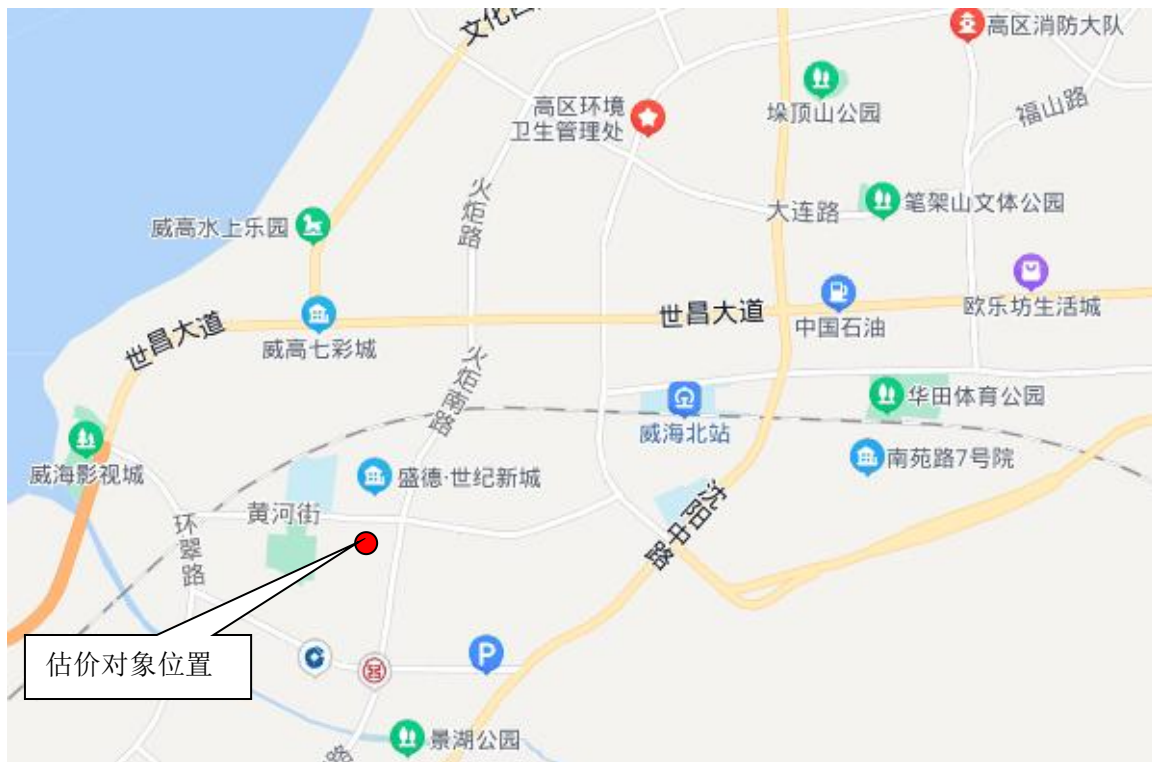 文化西
高区消防大队
高区环境
卫生管理处
垛顶山公园
福山路
火炬路
大连路
笔架山文体公园
威高水上乐园
世昌大道
世昌大道
中国石油
欧乐坊生活城
威高七彩城
火炬南路
华田体育公园
威海北站
威海影视城
盛德·世纪新城
南苑路7号院
黄河街
环翠路
沈阳中路
估价对象位置
P
景湖公园
路